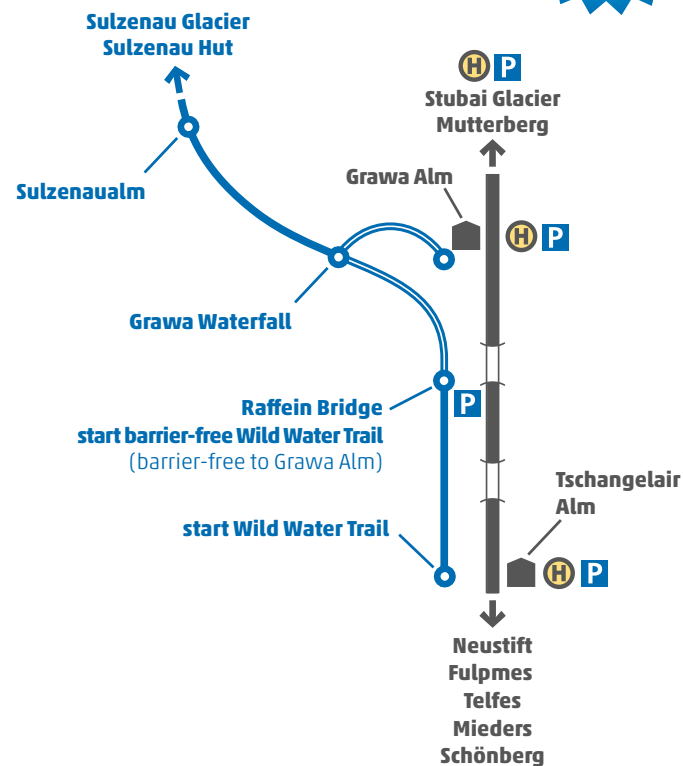 Sulzenau Glacier
Sulzenau Hut
H P
Stubai Glacier
Mutterberg
Grawa Alm
Sulzenaualm
H P
Grawa Waterfall
Raffein Bridge
P
start barrier-free Wild Water Trail
(barrier-free to Grawa Alm)
Tschangelair
Alm
start Wild Water Trail
H P
Neustift
Fulpmes
Telfes
Mieders
Schönberg